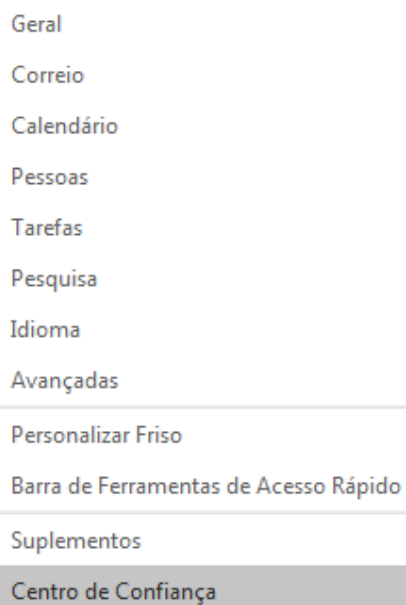 Geral
Correio
Calendário
Pessoas
Tarefas
Pesquisa
Idioma
Avançadas
Personalizar Friso
Barra de Ferramentas de Acesso Rápido
Suplementos
Centro de Confiança